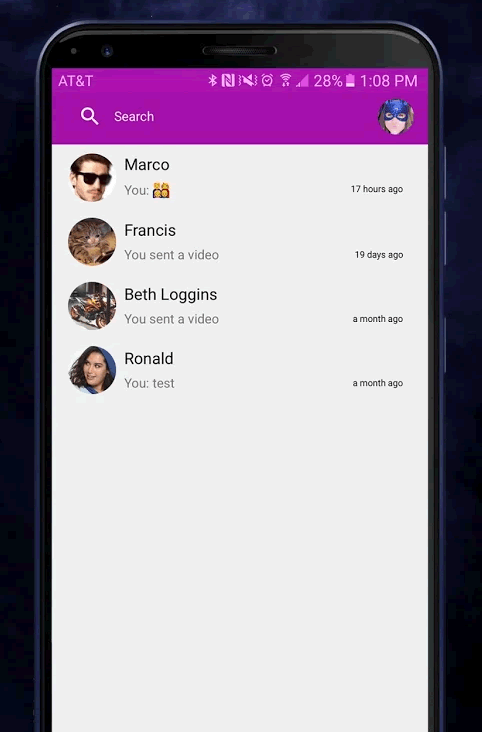 AT&T 28% 1:08 PM
Search
Marco
You: 👯 17 hours ago
Francis
You sent a video 19 days ago
Beth Loggins
You sent a video a month ago
Ronald
You: test a month ago